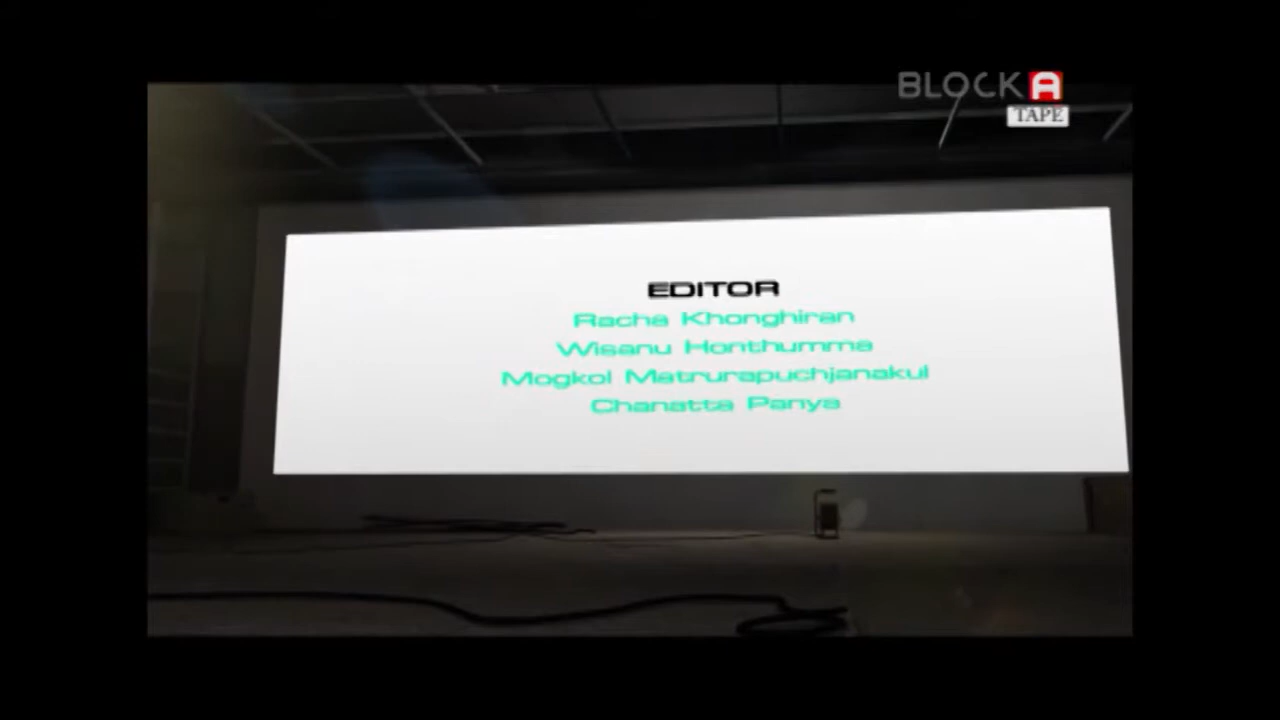 BLOCK A
TAPE
EDITOR
Racha Khonghiran
Wisanu Honthumma
Mogkol Matrurapuchjanakul
Chanatta Panya